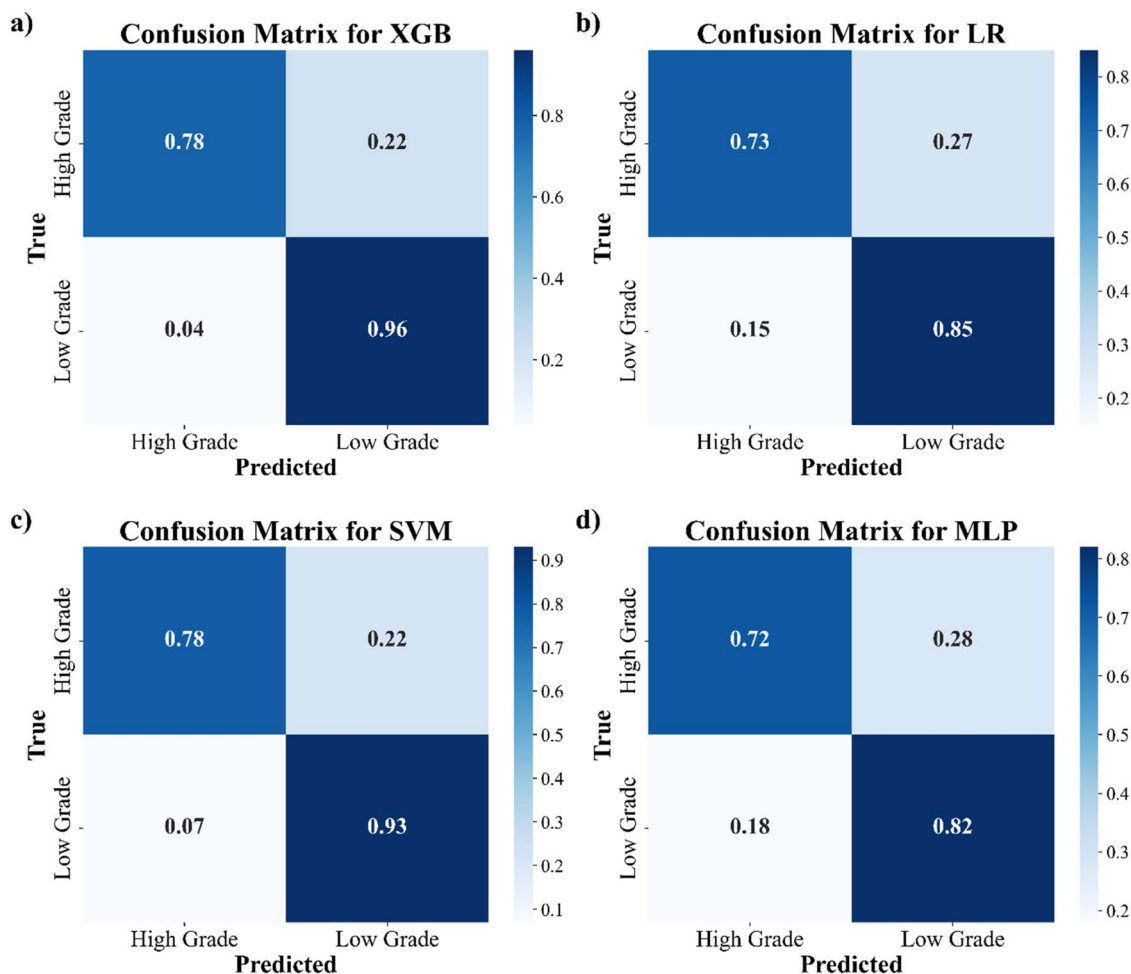 a)
Confusion Matrix for XGB
High Grade
Low Grade
True
0.78
0.22
0.04
0.96
0.8
0.6
0.4
0.2
High Grade
Low Grade
Predicted
b)
Confusion Matrix for LR
High Grade
Low Grade
True
0.73
0.27
0.15
0.85
0.8
0.7
0.6
0.5
0.4
0.3
0.2
High Grade
Low Grade
Predicted
c)
Confusion Matrix for SVM
High Grade
Low Grade
True
0.78
0.22
0.07
0.93
0.9
0.8
0.7
0.6
0.5
0.4
0.3
0.2
0.1
High Grade
Low Grade
Predicted
d)
Confusion Matrix for MLP
High Grade
Low Grade
True
0.72
0.28
0.18
0.82
0.8
0.7
0.6
0.5
0.4
0.3
0.2
High Grade
Low Grade
Predicted